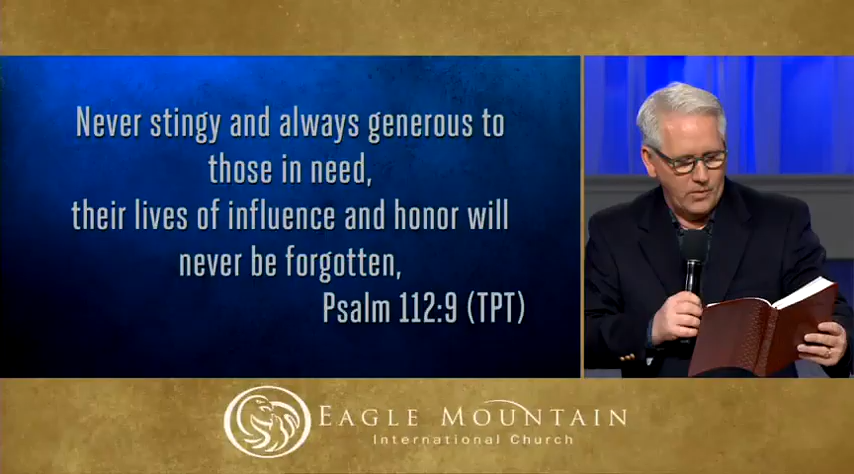 Never stingy and always generous to
those in need,
their lives of influence and honor will
never be forgotten,
Psalm 112:9 (TPT)
EAGLE MOUNTAIN
International Church